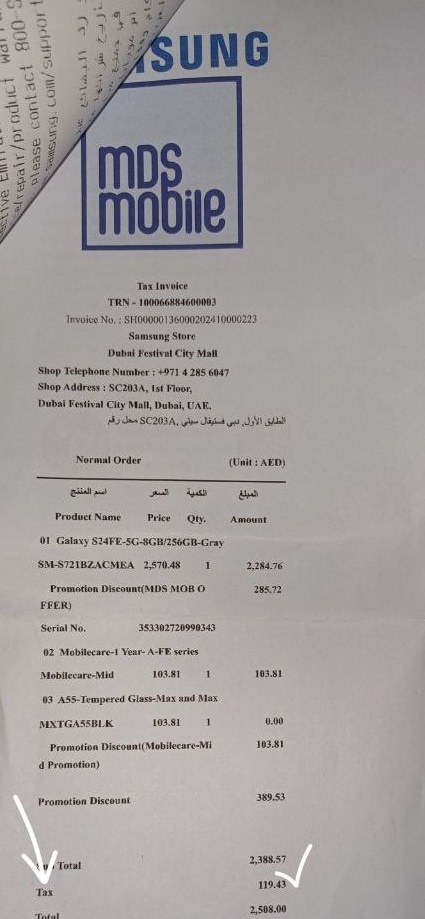 SUNG
please contact 800-S
samsung.com/support
mds
mobile
Tax Invoice
TRN - 100066884600003
Invoice No. : SH00000136000202410000223
Samsung Store
Dubai Festival City Mall
Shop Telephone Number : +971 4 285 6047
Shop Address : SC203A, 1st Floor,
Dubai Festival City Mall, Dubai, UAE.
الطابق الأول, دبي فستيفال سيتي ,SC203A محل رقم
Normal Order (Unit : AED)
اسم المنتج السعر الكمية المبلغ
Product Name Price Qty. Amount
01 Galaxy S24FE-5G-8GB/256GB-Gray
SM-S721BZACMEA 2,570.48 1 2,284.76
Promotion Discount(MDS MOB O 285.72
FFER)
Serial No. 353302720990343
02 Mobilecare-1 Year- A-FE series
Mobilecare-Mid 103.81 1 103.81
03 A55-Tempered Glass-Max and Max
MXTGA55BLK 103.81 1 0.00
Promotion Discount(Mobilecare-Mi 103.81
d Promotion)
Promotion Discount 389.53
Total 2,388.57
Tax 119.43
Total 2,508.00